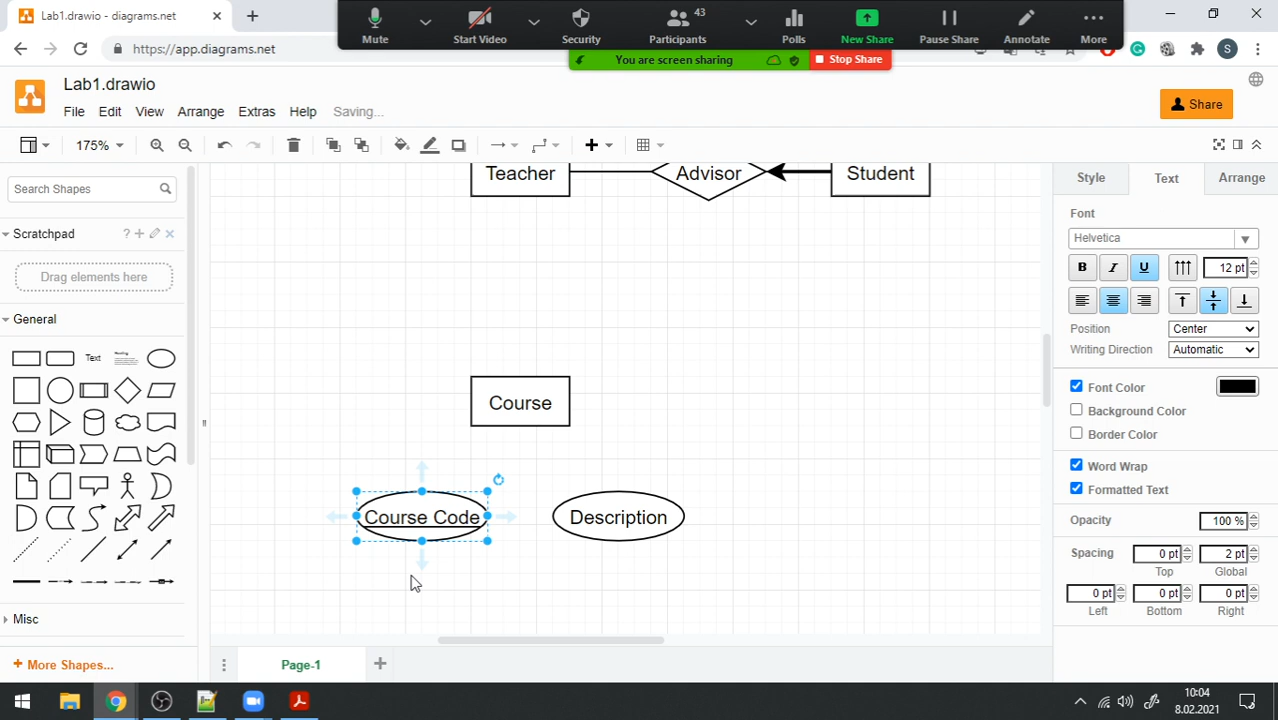 Lab1.drawio - diagrams.net
Mute
Start Video
Security
43
Participants
Polls
New Share
Pause Share
Annotate
More
https://app.diagrams.net
You are screen sharing
Stop Share
S
Lab1.drawio
File Edit View Arrange Extras Help Saving...
Share
175%
Search Shapes
Scratchpad
Drag elements here
General
Text
Misc
+ More Shapes...
Teacher
Advisor
Student
Course
Course Code
Description
Page-1
Style
Text
Arrange
Font
Helvetica
B I U 12 pt
Position Center
Writing Direction Automatic
Font Color
Background Color
Border Color
Word Wrap
Formatted Text
Opacity 100 %
Spacing 0 pt 2 pt
Top Global
0 pt 0 pt 0 pt
Left Bottom Right
10:04
8.02.2021